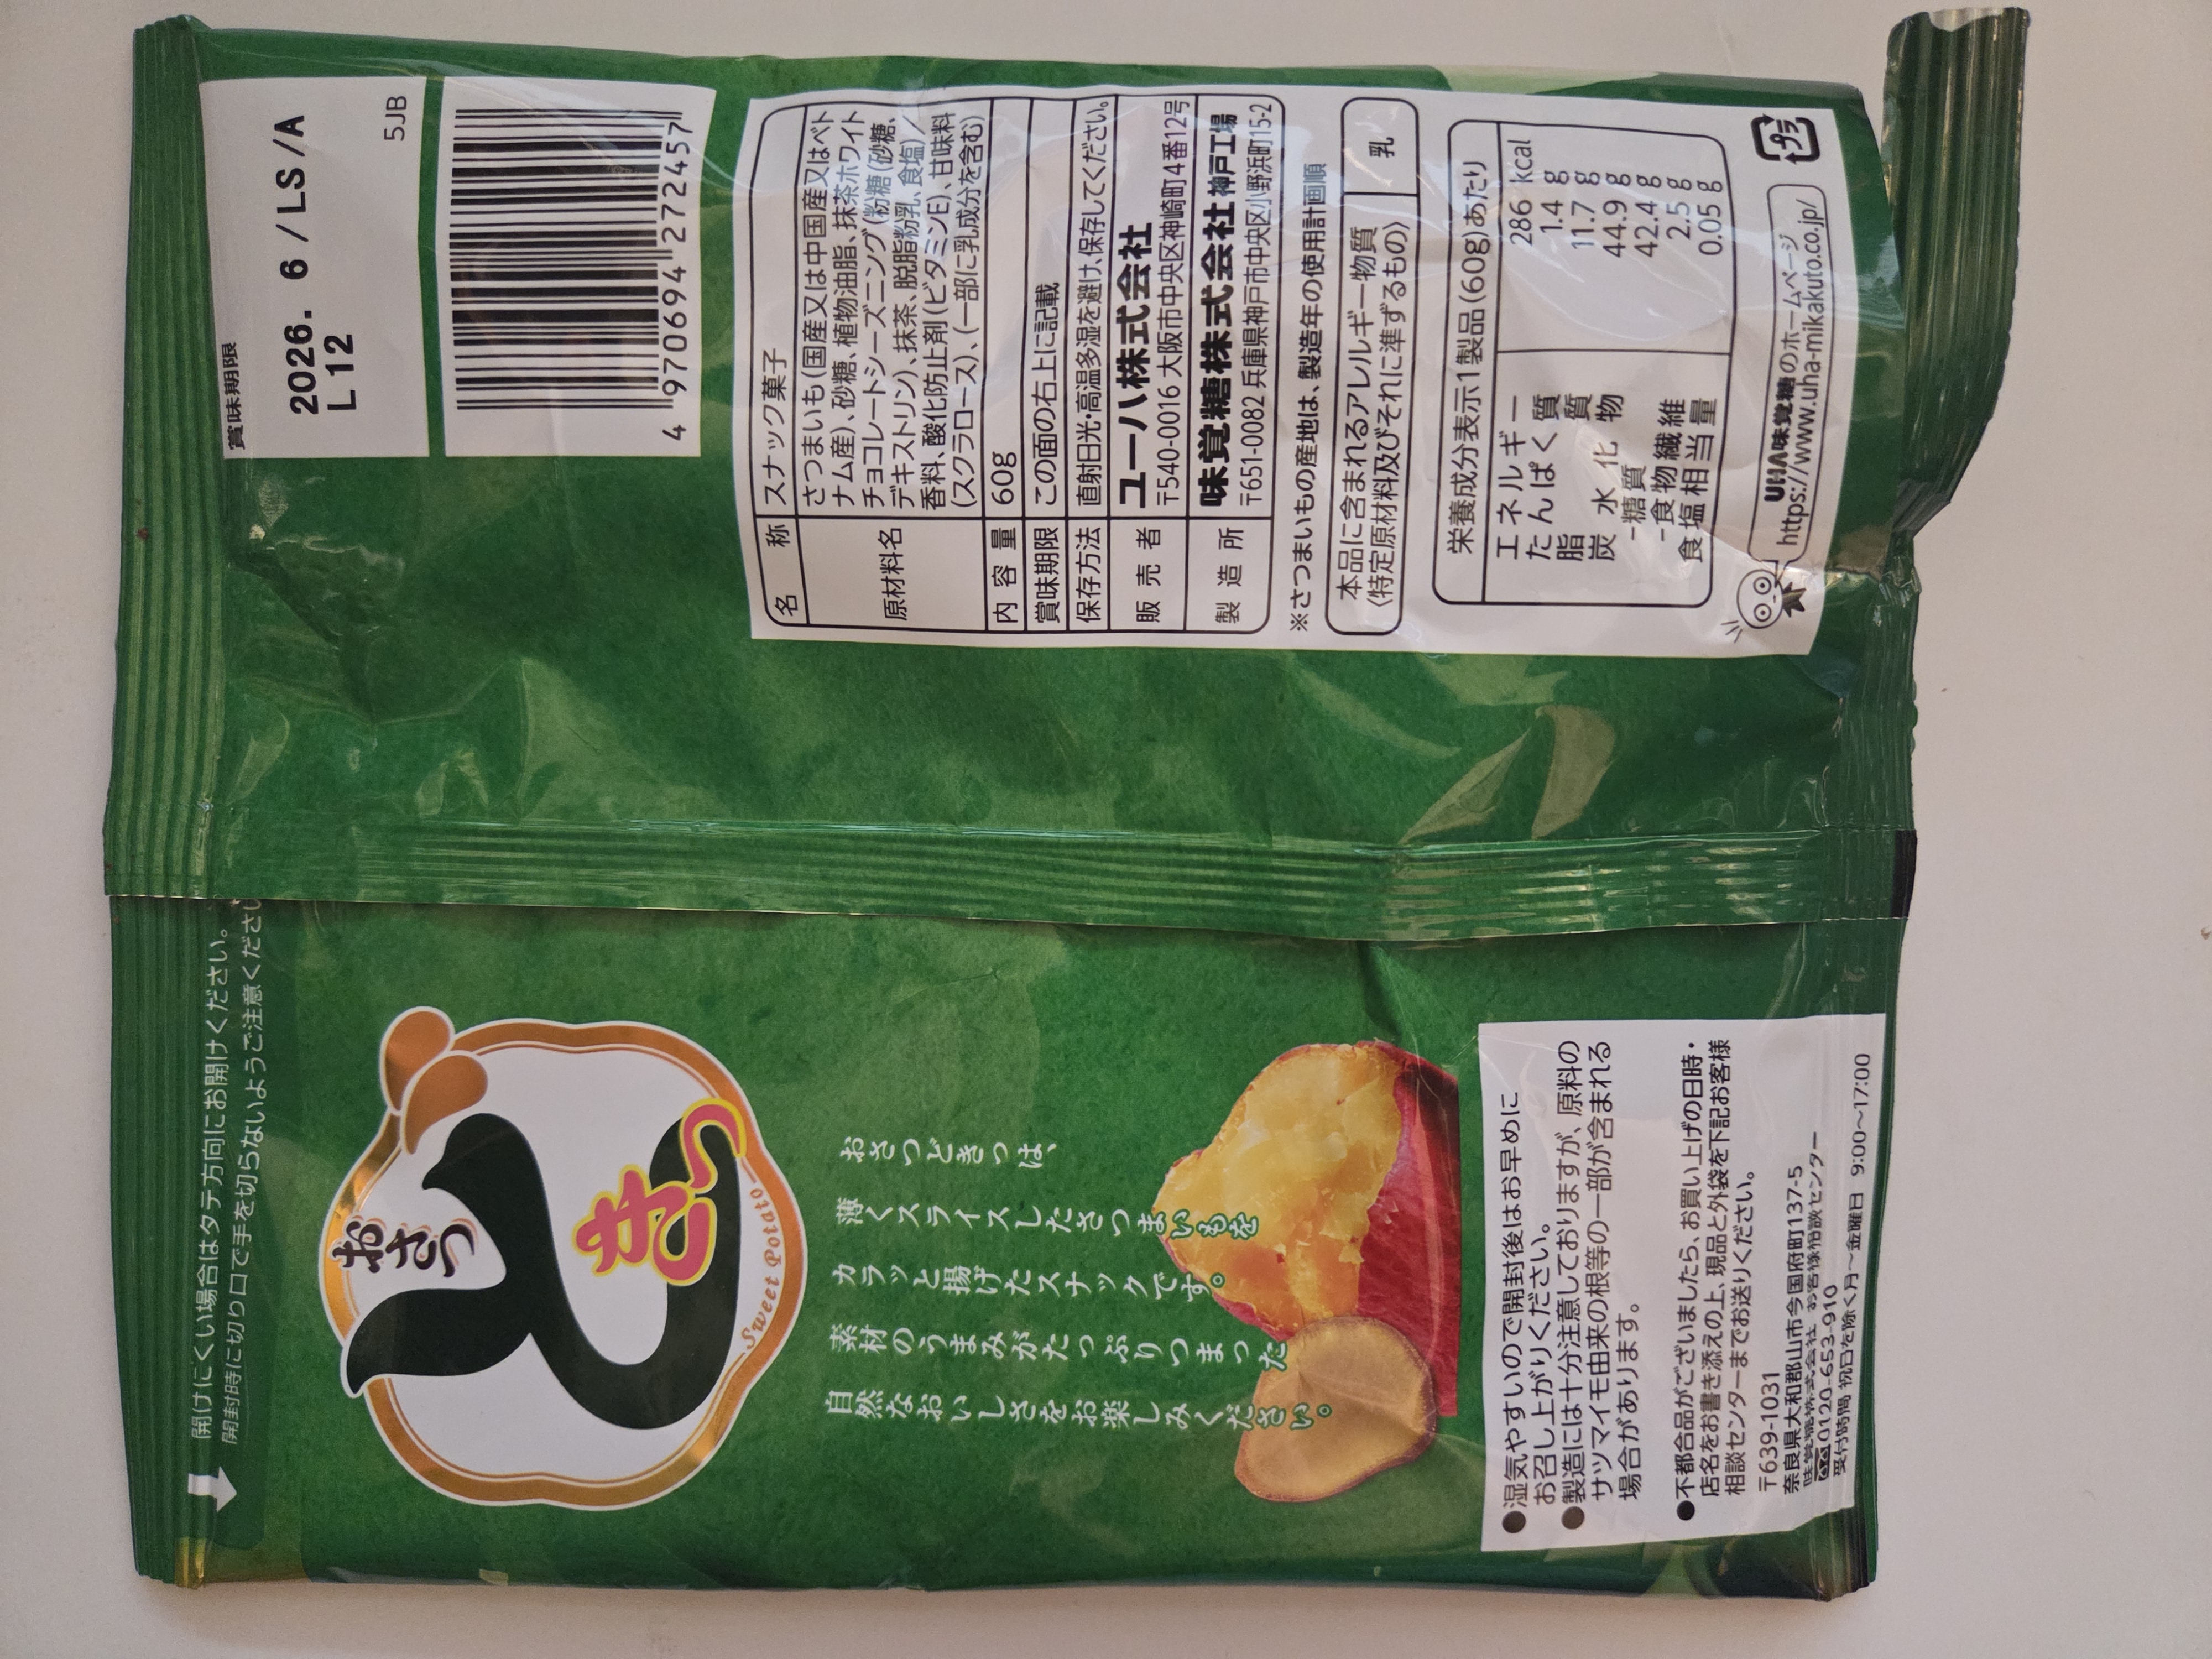 開けにくい場合はタテ方向にお開けください。
開封時に切り口で手を切らないようご注意くださ
おさつ
ど
きっ
Sweet Potato
おさつどきっは、
薄くスライスしたさつまいもを
カラッと揚げたスナックです。
素材のうまみがたっぷりつまった
自然なおいしさをお楽しみください。
●湿気やすいので開封後はお早めに
お召し上がりください。
●製造には十分注意しておりますが、原料の
サツマイモ由来の根等の一部が含まれる
場合があります。
●不都合品がございましたら、お買い上げの日時・
店名をお書き添えの上、現品と外袋を下記お客様
相談センターまでお送りください。
〒639-1031
奈良県大和郡山市今国府町137-5
味覚糖株式会社 お客様相談センター
0120-653-910
受付時間 祝日を除く月〜金曜日 9:00〜17:00
賞味期限
2026. 6 /LS /A
L12
5JB
4 970694 272457
名 称 スナック菓子
原材料名 さつまいも(国産又は中国産又はベト
ナム産)、砂糖、植物油脂、抹茶ホワイト
チョコレートシーズニング(粉糖(砂糖、
デキストリン)、抹茶、脱脂粉乳、食塩)/
香料、酸化防止剤(ビタミンE)、甘味料
(スクラロース)、(一部に乳成分を含む)
内 容 量 60g
賞味期限 この面の右上に記載
保存方法 直射日光・高温多湿を避け、保存してください。
販 売 者 ユーハ株式会社
〒540-0016 大阪市中央区神崎町4番12号
製 造 所 味覚糖株式会社 神戸工場
〒651-0082 兵庫県神戸市中央区小野浜町15-2
※さつまいもの産地は、製造年の使用計画順
本品に含まれるアレルギー物質
〈特定原材料及びそれに準ずるもの〉 乳
栄養成分表示1製品(60g)あたり
エネルギー 286 kcal
たんぱく質 1.4 g
脂 質 11.7 g
炭 水 化 物 44.9 g
-糖質 42.4 g
-食物繊維 2.5 g
食塩相当量 0.05 g
UHA味覚糖のホームページ
https://www.uha-mikakuto.co.jp/
プラ